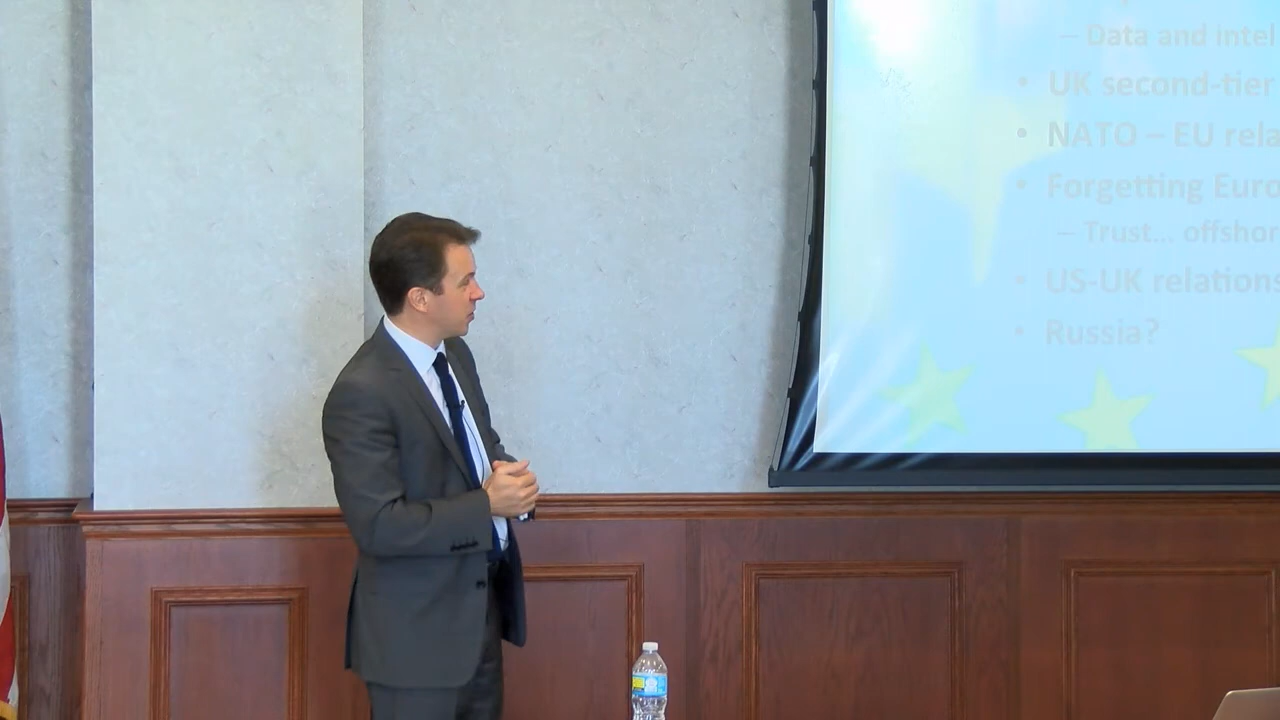 – Data and intel
• UK second-tier
• NATO – EU rela
• Forgetting Euro
– Trust... offshor
• US-UK relations
• Russia?